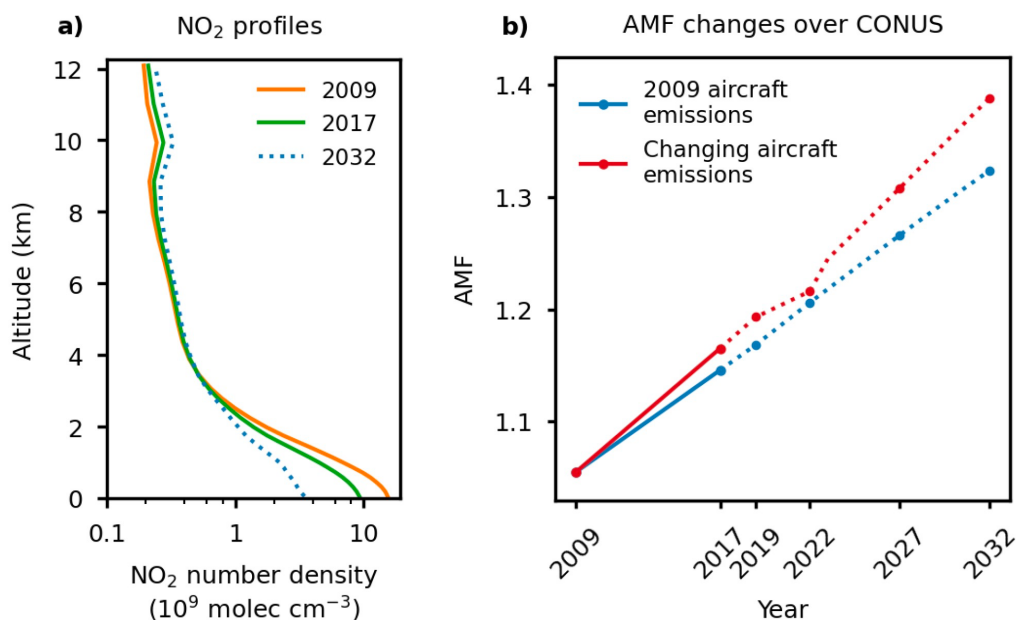 a)
NO₂ profiles
12
10
8
6
4
2
0
Altitude (km)
2009
2017
2032
0.1
1
10
NO₂ number density
(10⁹ molec cm⁻³)
b)
AMF changes over CONUS
1.4
1.3
1.2
1.1
AMF
2009 aircraft
emissions
Changing aircraft
emissions
2009
2017
2019
2022
2027
2032
Year